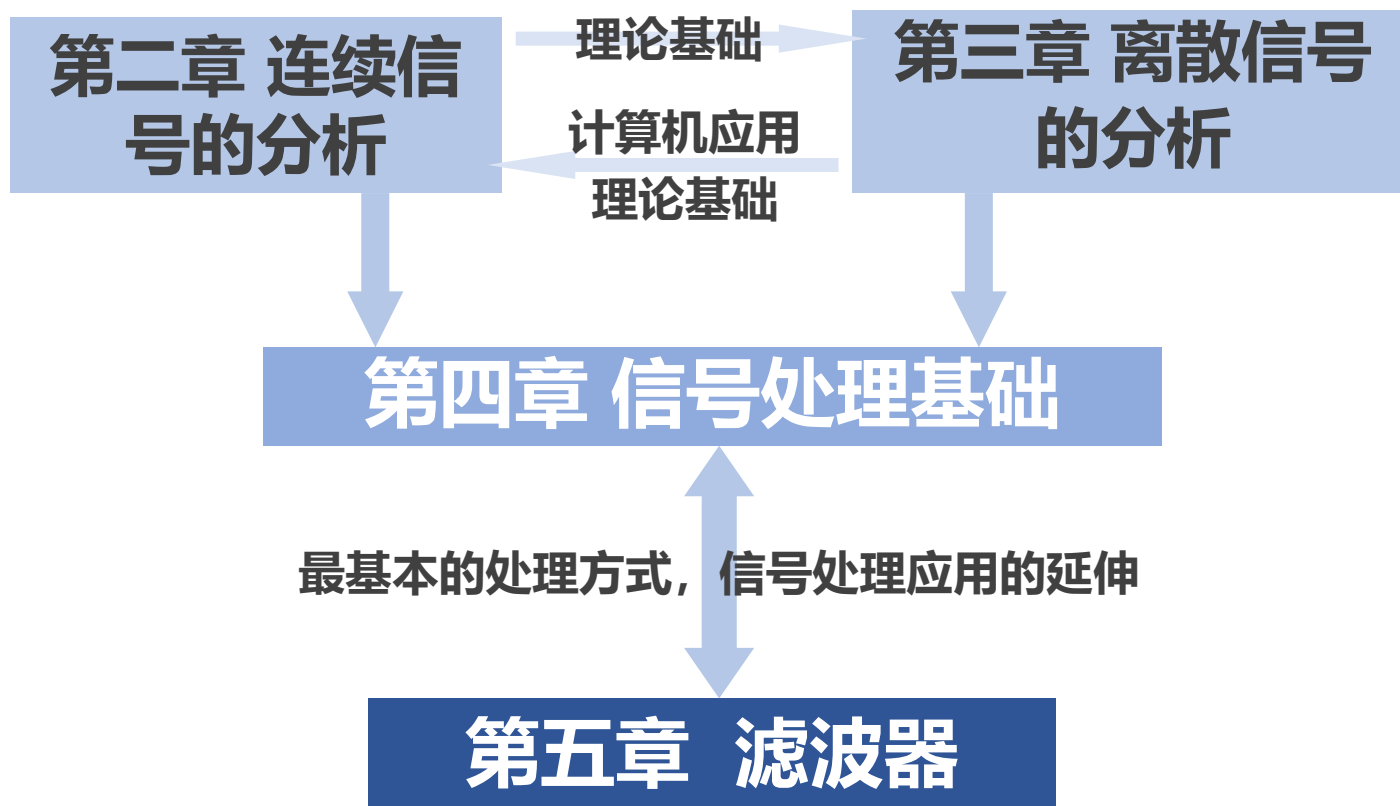 第二章 连续信
号的分析
理论基础
计算机应用
理论基础
第三章 离散信号
的分析
第四章 信号处理基础
最基本的处理方式，信号处理应用的延伸
第五章 滤波器